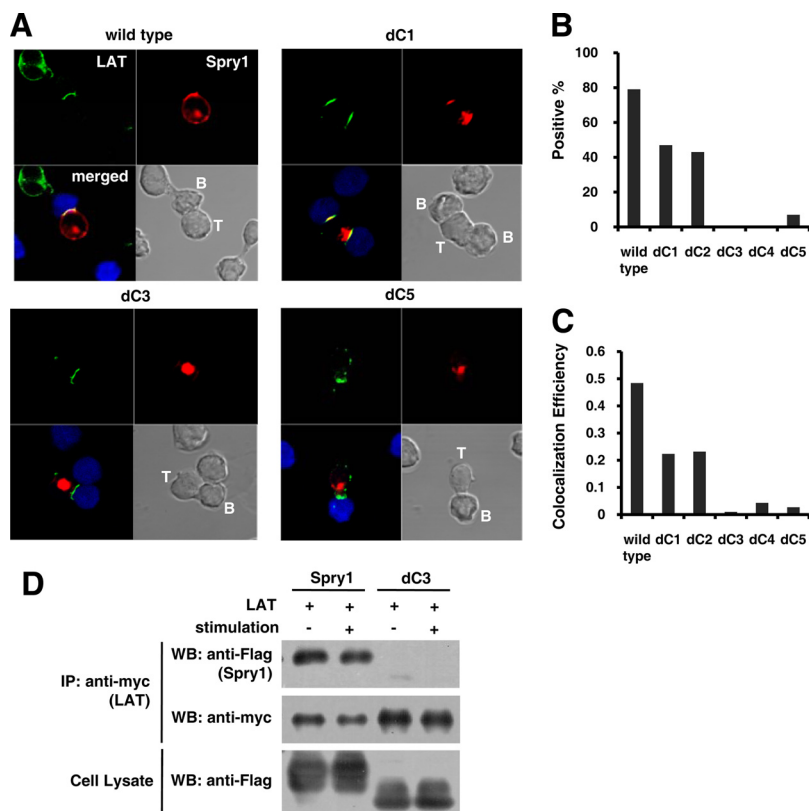 A
wild type
LAT
Spry1
merged
B
T
dC1
B
T
B
dC3
T
B
dC5
T
B
B
Positive %
100
80
60
40
20
0
wild type
dC1
dC2
dC3
dC4
dC5
C
Colocalization Efficiency
0.6
0.5
0.4
0.3
0.2
0.1
0
wild type
dC1
dC2
dC3
dC4
dC5
D
Spry1 dC3
LAT + + + +
stimulation - + - +
IP: anti-myc
(LAT)
WB: anti-Flag
(Spry1)
WB: anti-myc
Cell Lysate
WB: anti-Flag